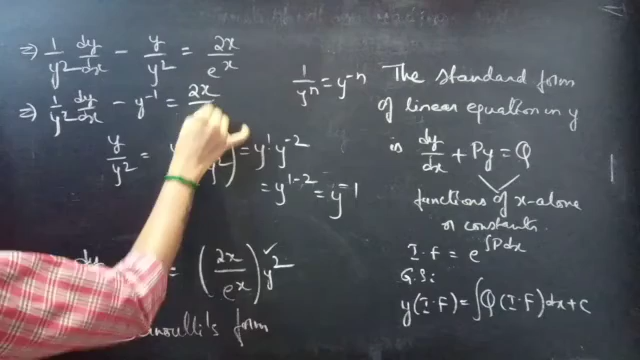 ⇒ 1/y² dy/dx − y/y² = 2x/e^x
⇒ 1/y² dy/dx − y⁻¹ = 2x
y/y² = y = y¹ y⁻²
= y^(1−2) = y⁻¹
dy = (2x/e^x) y²
form
1/yⁿ = y⁻ⁿ
The standard form
of linear equation in y
is dy/dx + Py = Q
functions of x-alone
or constants.
I.F = e^∫Pdx
G.S:
y(I.F) = ∫Q(I.F)dx + C